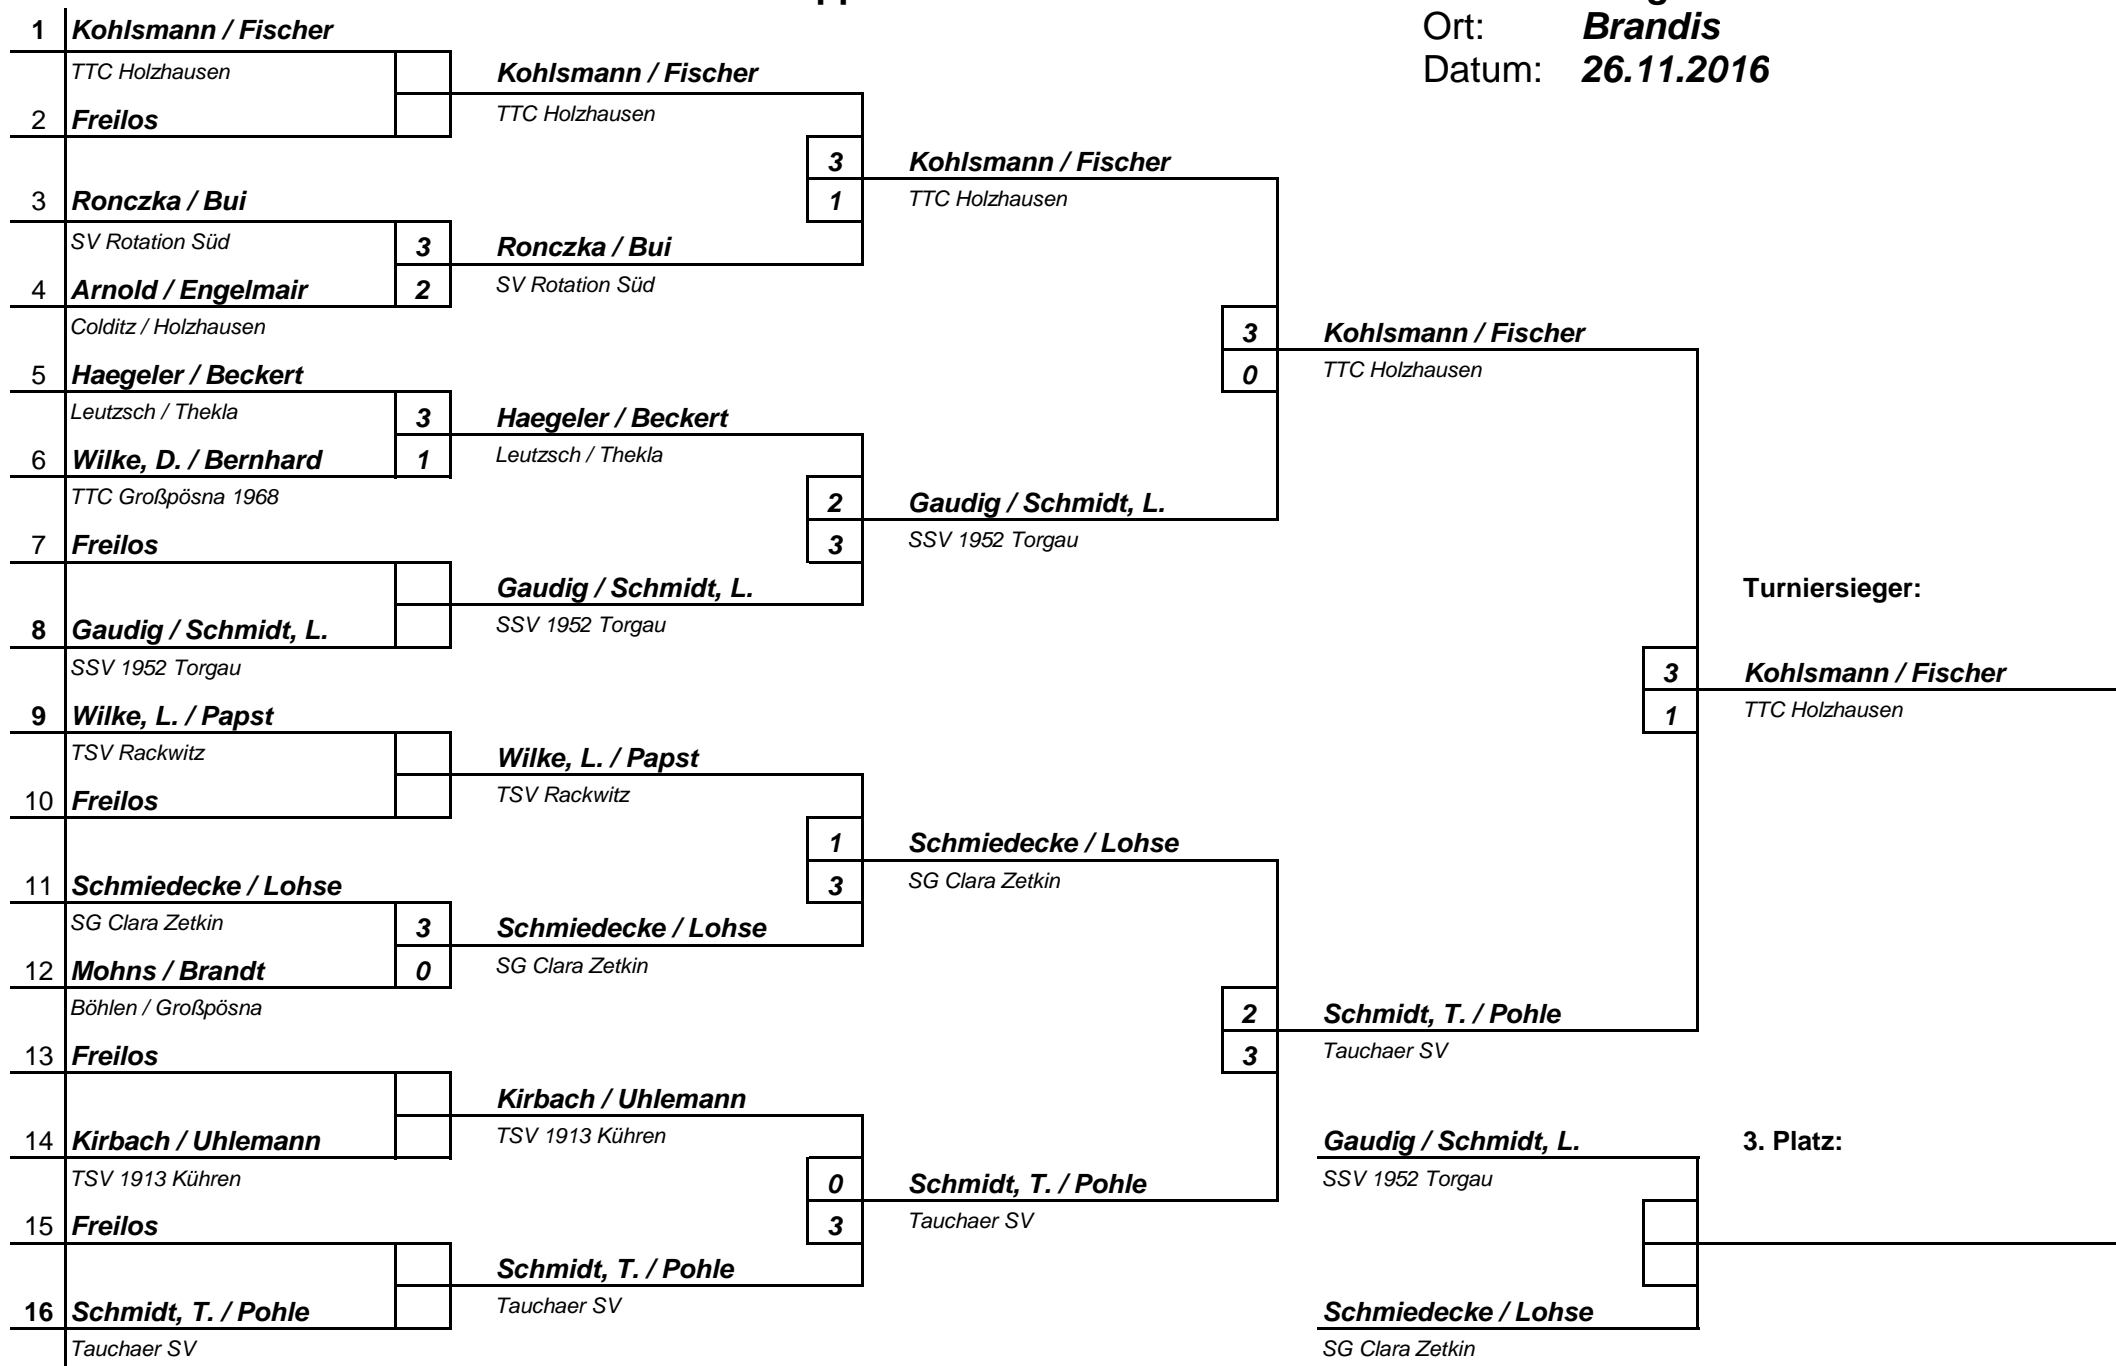 Ort: Brandis
Datum: 26.11.2016
1 Kohlsmann / Fischer
TTC Holzhausen
2 Freilos
3 Ronczka / Bui
SV Rotation Süd 3
4 Arnold / Engelmair 2
Colditz / Holzhausen
5 Haegeler / Beckert
Leutzsch / Thekla 3
6 Wilke, D. / Bernhard 1
TTC Großpösna 1968
7 Freilos
8 Gaudig / Schmidt, L.
SSV 1952 Torgau
9 Wilke, L. / Papst
TSV Rackwitz
10 Freilos
11 Schmiedecke / Lohse
SG Clara Zetkin 3
12 Mohns / Brandt 0
Böhlen / Großpösna
13 Freilos
14 Kirbach / Uhlemann
TSV 1913 Kühren
15 Freilos
16 Schmidt, T. / Pohle
Tauchaer SV
Kohlsmann / Fischer
TTC Holzhausen
3
1
Ronczka / Bui
SV Rotation Süd
Haegeler / Beckert
Leutzsch / Thekla
2
3
Gaudig / Schmidt, L.
SSV 1952 Torgau
Wilke, L. / Papst
TSV Rackwitz
1
3
Schmiedecke / Lohse
SG Clara Zetkin
Kirbach / Uhlemann
TSV 1913 Kühren
0
3
Schmidt, T. / Pohle
Tauchaer SV
Kohlsmann / Fischer
TTC Holzhausen
3
0
Gaudig / Schmidt, L.
SSV 1952 Torgau
Schmiedecke / Lohse
SG Clara Zetkin
2
3
Schmidt, T. / Pohle
Tauchaer SV
Kohlsmann / Fischer
TTC Holzhausen
3
1
Schmidt, T. / Pohle
Tauchaer SV
Turniersieger:
Kohlsmann / Fischer
TTC Holzhausen
Gaudig / Schmidt, L. 3. Platz:
SSV 1952 Torgau
Schmiedecke / Lohse
SG Clara Zetkin